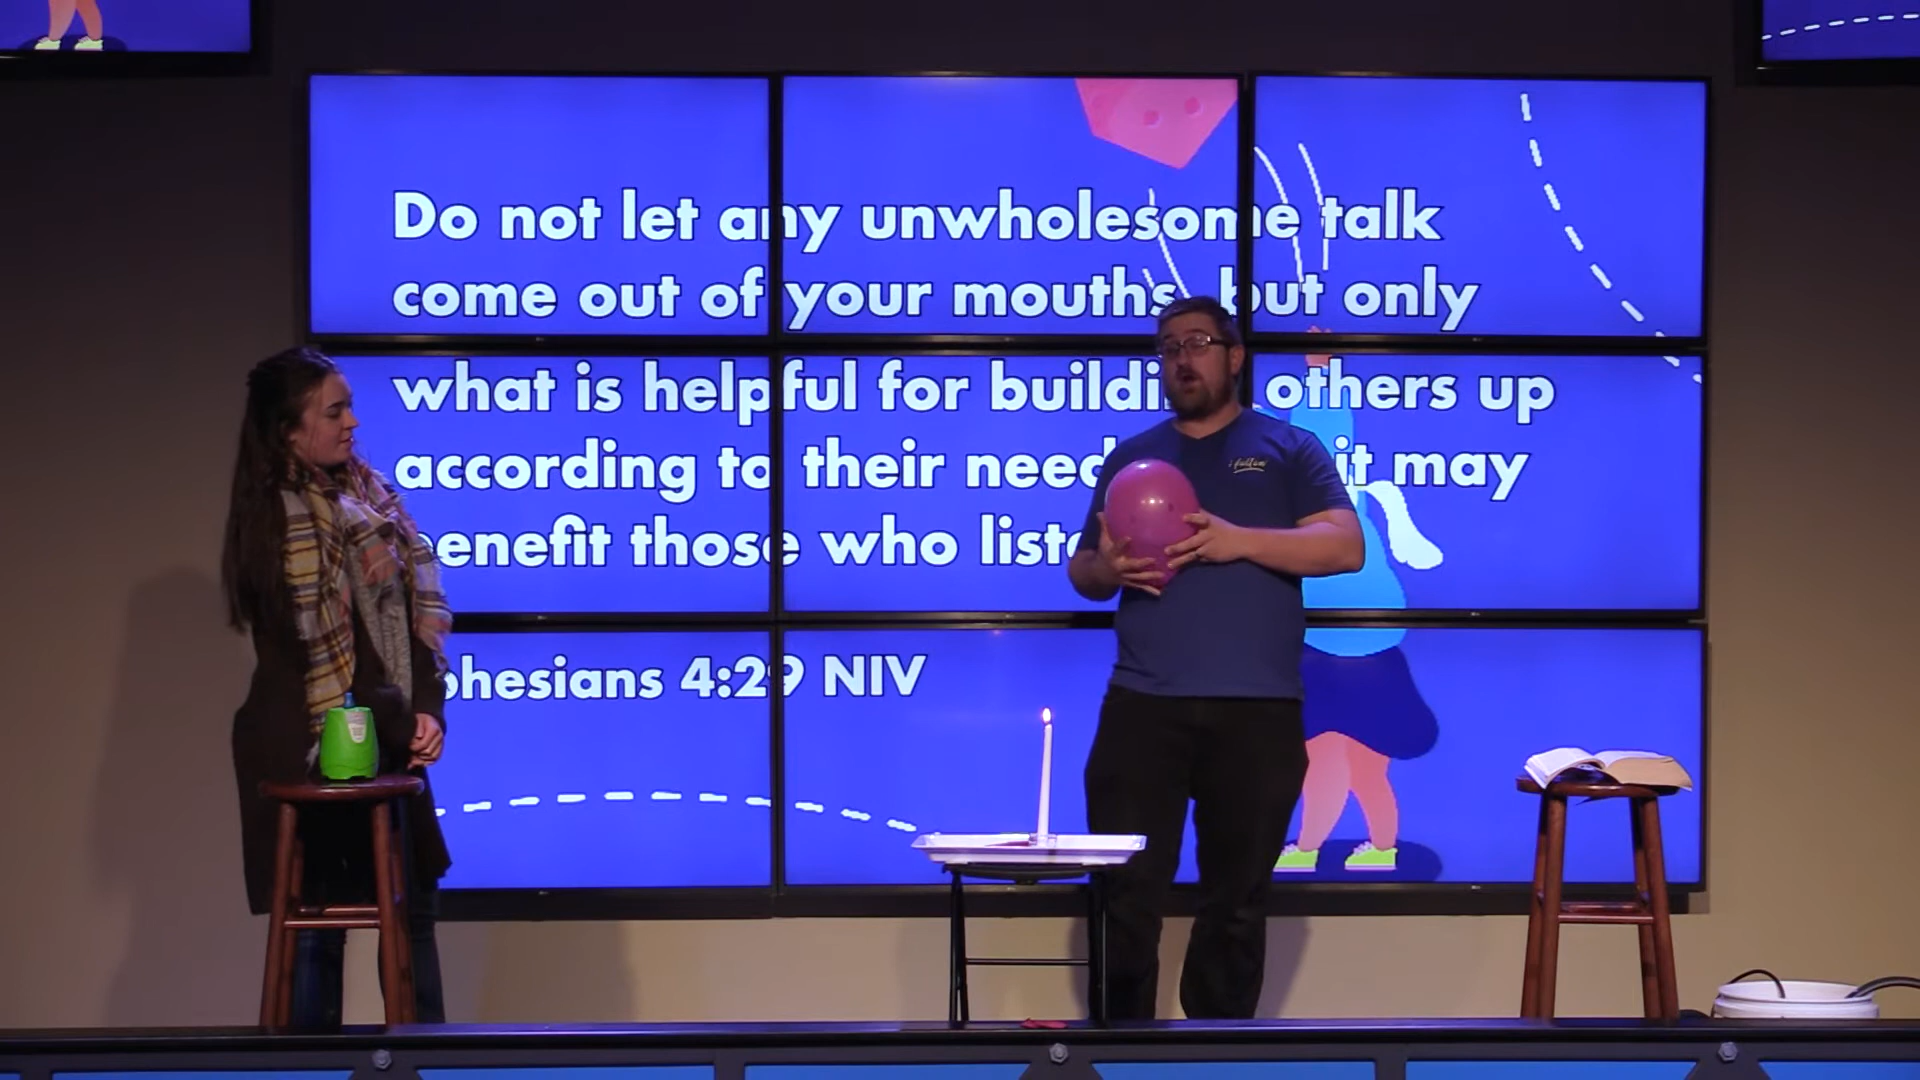 Do not let any unwholesome talk
come out of your mouths, but only
what is helpful for others up
according to their it may
benefit those who
4:29 NIV